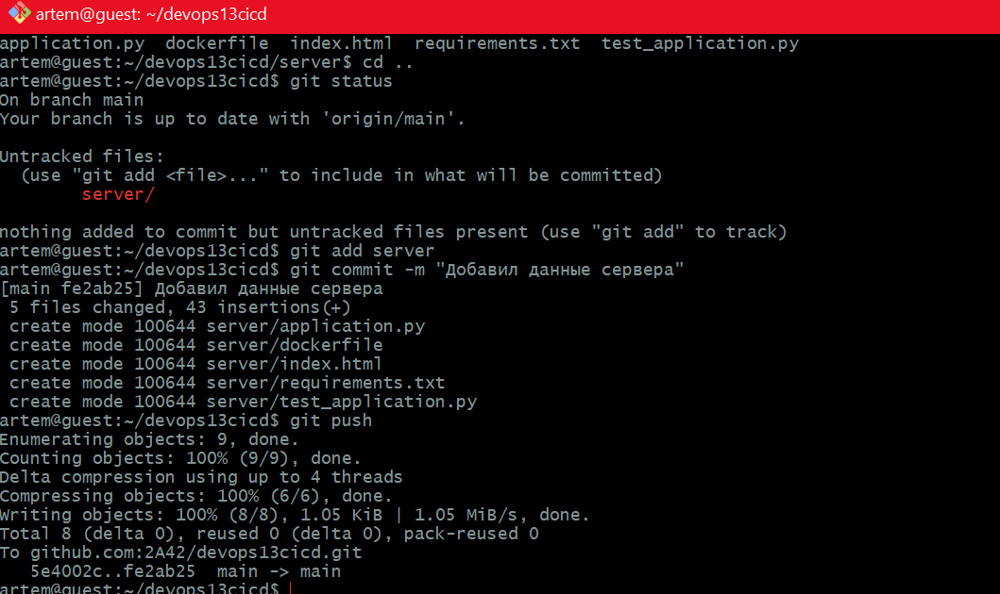 artem@guest: ~/devops13cicd
application.py  dockerfile  index.html  requirements.txt  test_application.py
artem@guest:~/devops13cicd/server$ cd ..
artem@guest:~/devops13cicd$ git status
On branch main
Your branch is up to date with 'origin/main'.
Untracked files:
  (use "git add <file>..." to include in what will be committed)
        server/
nothing added to commit but untracked files present (use "git add" to track)
artem@guest:~/devops13cicd$ git add server
artem@guest:~/devops13cicd$ git commit -m "Добавил данные сервера"
[main fe2ab25] Добавил данные сервера
 5 files changed, 43 insertions(+)
 create mode 100644 server/application.py
 create mode 100644 server/dockerfile
 create mode 100644 server/index.html
 create mode 100644 server/requirements.txt
 create mode 100644 server/test_application.py
artem@guest:~/devops13cicd$ git push
Enumerating objects: 9, done.
Counting objects: 100% (9/9), done.
Delta compression using up to 4 threads
Compressing objects: 100% (6/6), done.
Writing objects: 100% (8/8), 1.05 KiB | 1.05 MiB/s, done.
Total 8 (delta 0), reused 0 (delta 0), pack-reused 0
To github.com:2A42/devops13cicd.git
   5e4002c..fe2ab25  main -> main
artem@guest:~/devops13cicd$